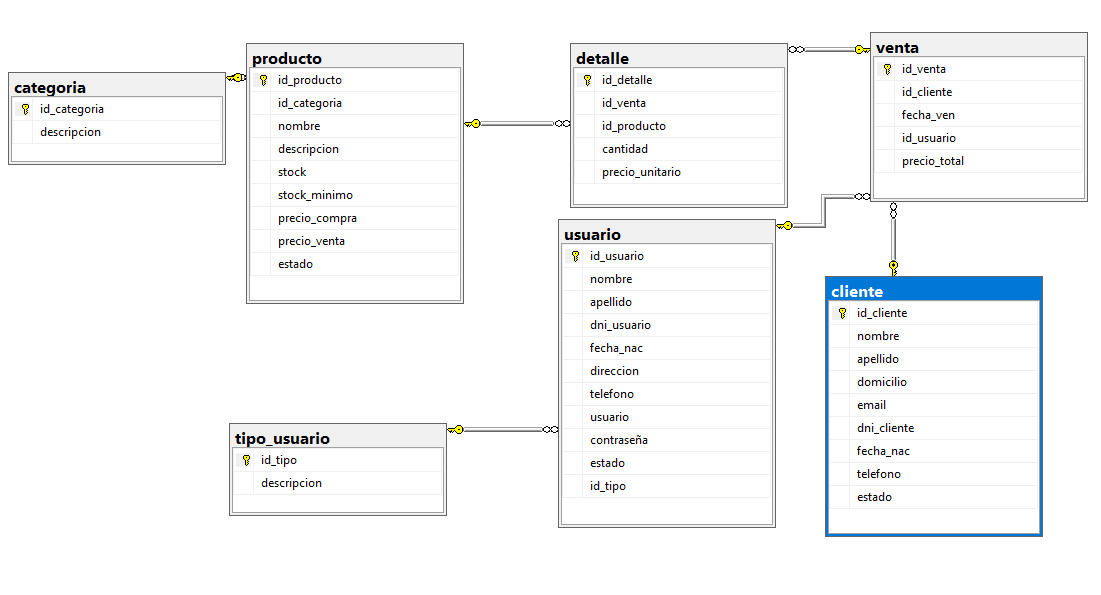 categoria
id_categoria
descripcion
producto
id_producto
id_categoria
nombre
descripcion
stock
stock_minimo
precio_compra
precio_venta
estado
detalle
id_detalle
id_venta
id_producto
cantidad
precio_unitario
venta
id_venta
id_cliente
fecha_ven
id_usuario
precio_total
usuario
id_usuario
nombre
apellido
dni_usuario
fecha_nac
direccion
telefono
usuario
contraseña
estado
id_tipo
cliente
id_cliente
nombre
apellido
domicilio
email
dni_cliente
fecha_nac
telefono
estado
tipo_usuario
id_tipo
descripcion